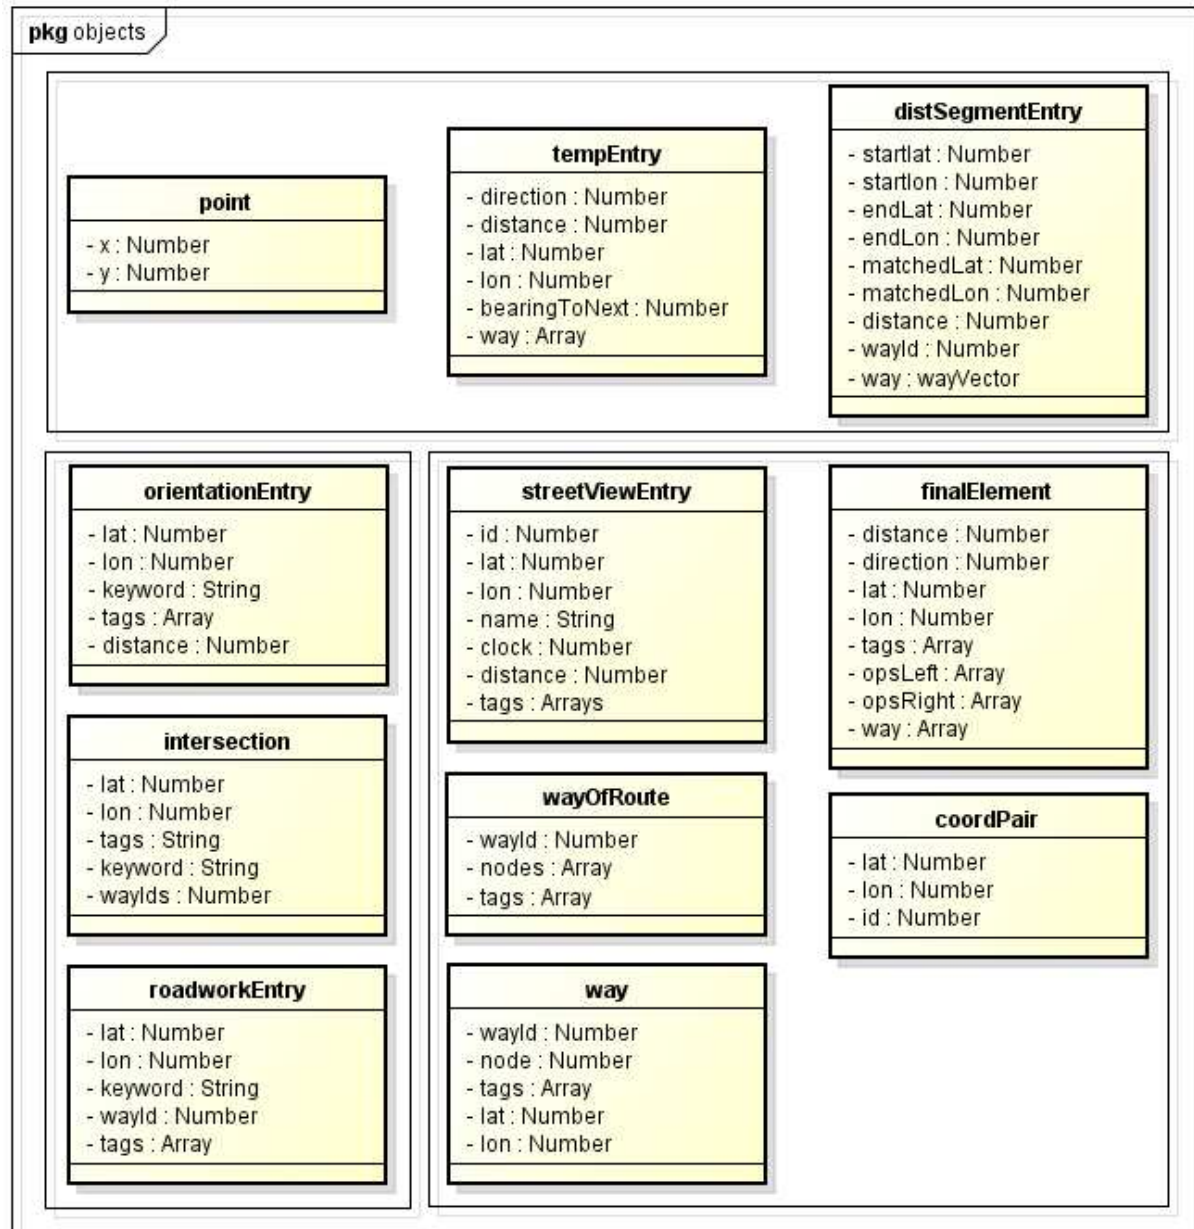 pkg objects
point
- x : Number
- y : Number
tempEntry
- direction : Number
- distance : Number
- lat : Number
- lon : Number
- bearingToNext : Number
- way : Array
distSegmentEntry
- startlat : Number
- startlon : Number
- endLat : Number
- endLon : Number
- matchedLat : Number
- matchedLon : Number
- distance : Number
- wayId : Number
- way : wayVector
orientationEntry
- lat : Number
- lon : Number
- keyword : String
- tags : Array
- distance : Number
intersection
- lat : Number
- lon : Number
- tags : String
- keyword : String
- wayIds : Number
roadworkEntry
- lat : Number
- lon : Number
- keyword : String
- wayId : Number
- tags : Array
streetViewEntry
- id : Number
- lat : Number
- lon : Number
- name : String
- clock : Number
- distance : Number
- tags : Arrays
wayOfRoute
- wayId : Number
- nodes : Array
- tags : Array
way
- wayId : Number
- node : Number
- tags : Array
- lat : Number
- lon : Number
finalElement
- distance : Number
- direction : Number
- lat : Number
- lon : Number
- tags : Array
- opsLeft : Array
- opsRight : Array
- way : Array
coordPair
- lat : Number
- lon : Number
- id : Number